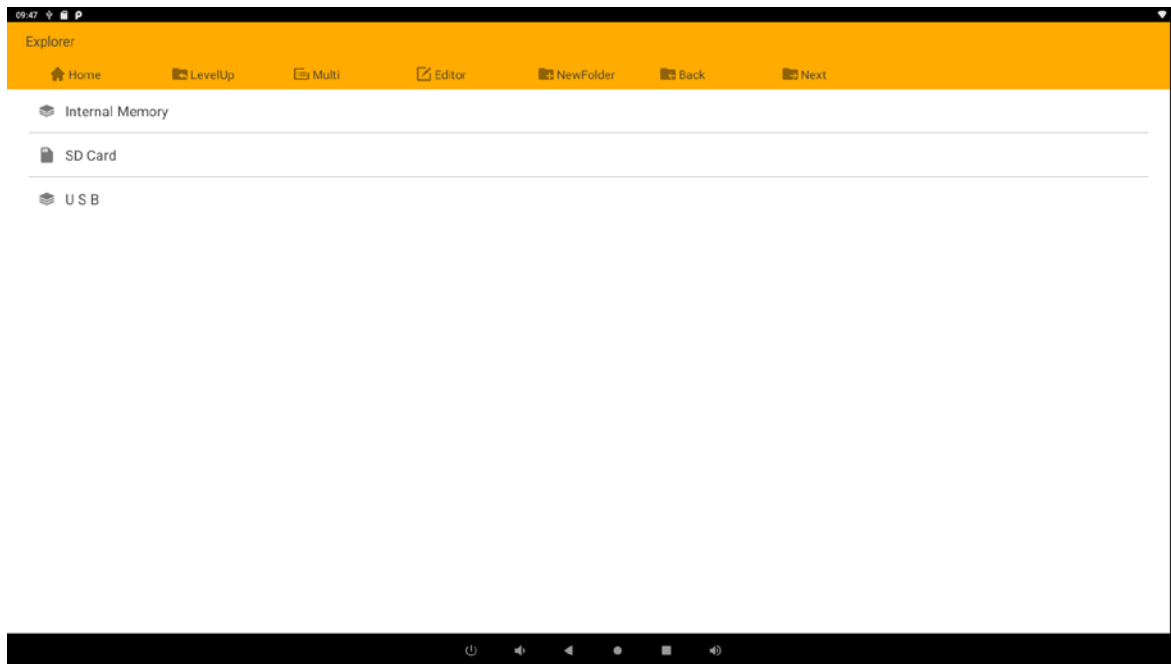 09:47
Explorer
Home LevelUp Multi Editor NewFolder Back Next
Internal Memory
SD Card
U S B